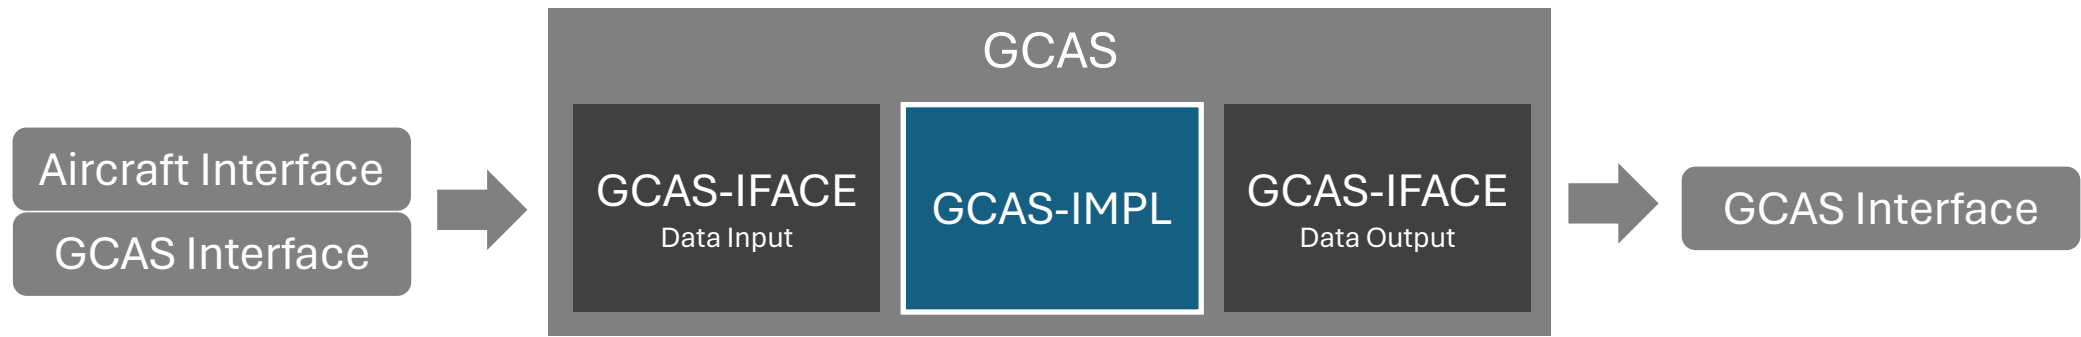 Aircraft Interface
GCAS Interface
GCAS
GCAS-IFACE
Data Input
GCAS-IMPL
GCAS-IFACE
Data Output
GCAS Interface